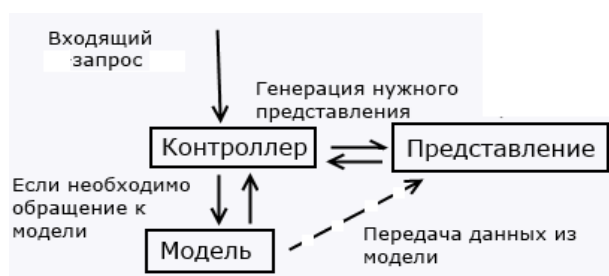 Входящий
запрос
Генерация нужного
представления
Контроллер
Представление
Если необходимо
обращение к
модели
Модель
Передача данных из
модели